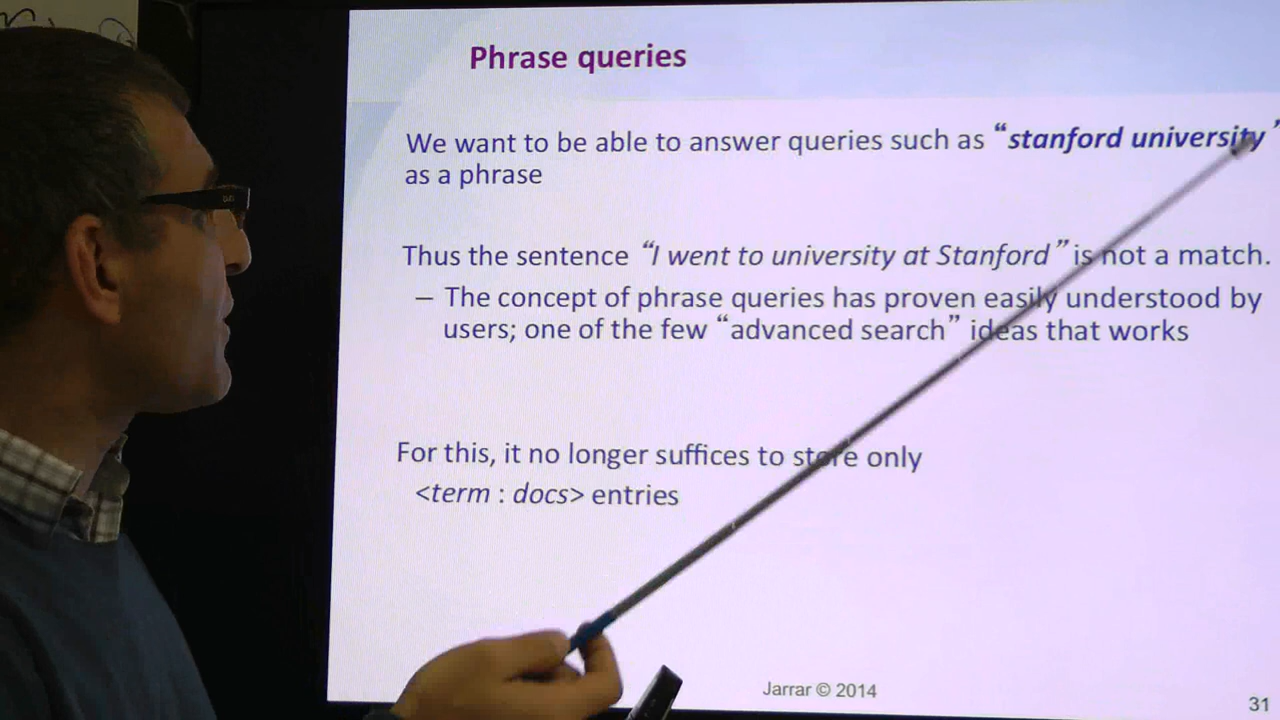 Phrase queries
We want to be able to answer queries such as “stanford university”
as a phrase
Thus the sentence “I went to university at Stanford” is not a match.
– The concept of phrase queries has proven easily understood by
users; one of the few “advanced search” ideas that works
For this, it no longer suffices to store only
<term : docs> entries
Jarrar © 2014
31